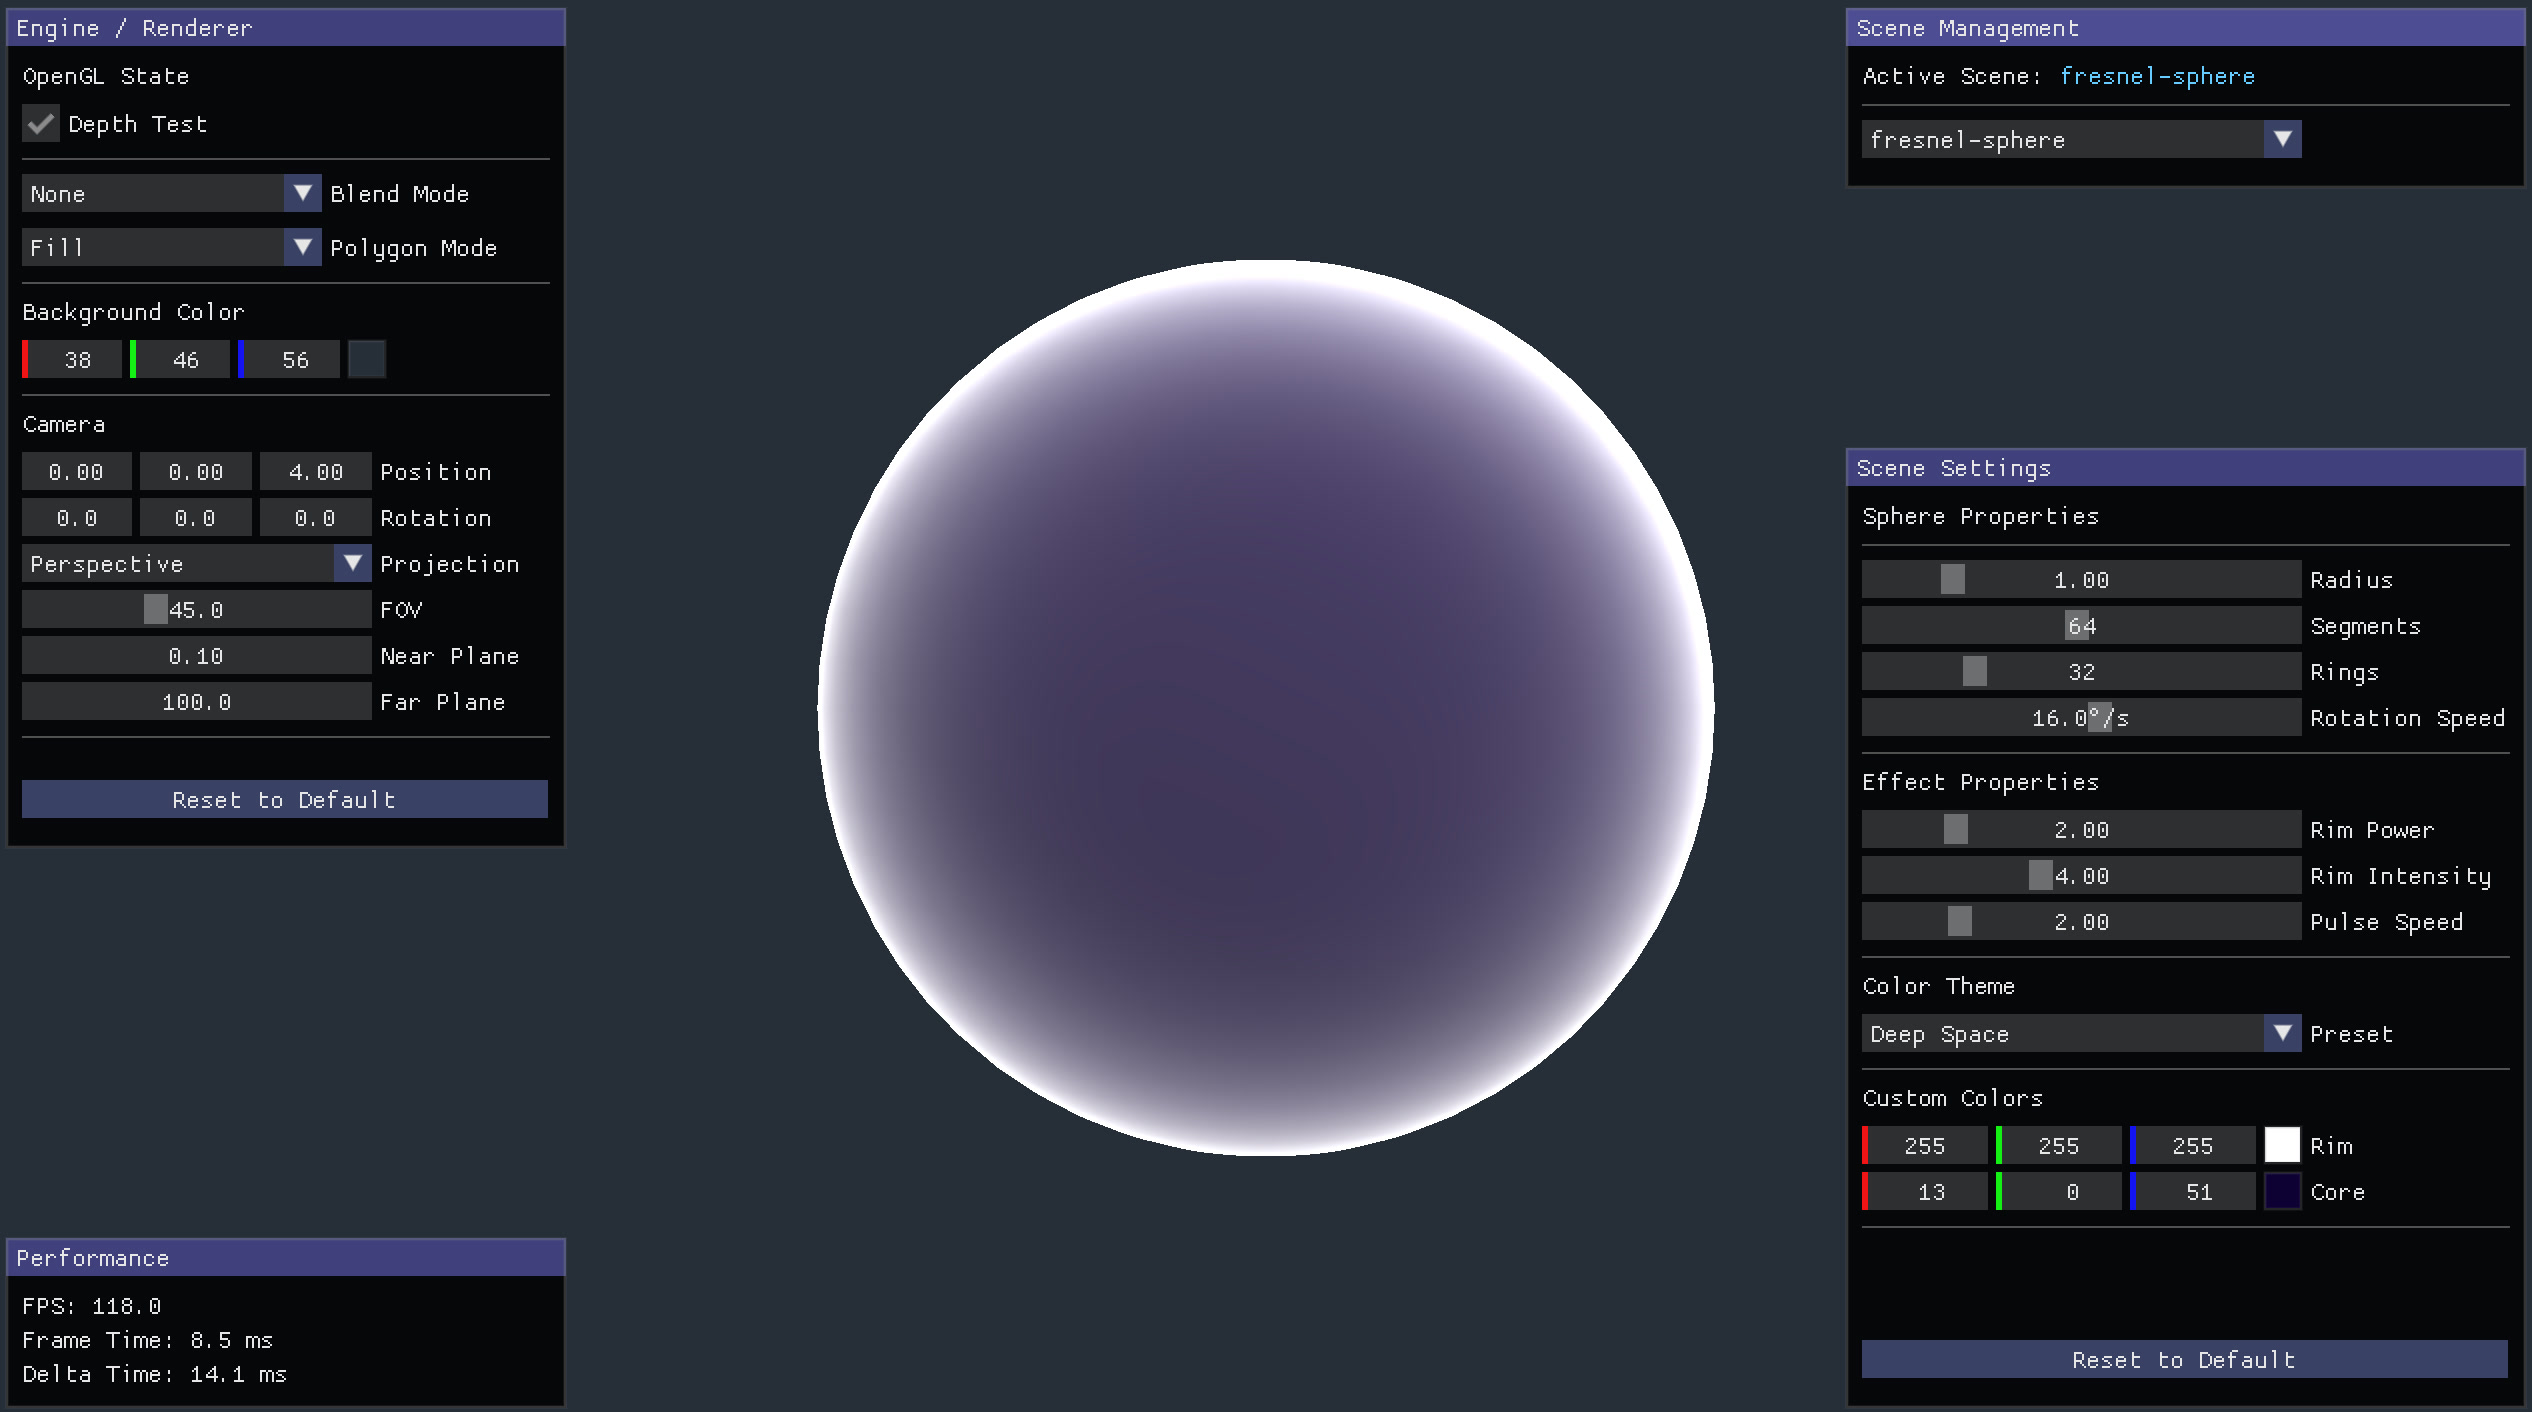 Engine / Renderer
OpenGL State
Depth Test
None Blend Mode
Fill Polygon Mode
Background Color
38 46 56
Camera
0.00 0.00 4.00 Position
0.0 0.0 0.0 Rotation
Perspective Projection
45.0 FOV
0.10 Near Plane
100.0 Far Plane
Reset to Default
Performance
FPS: 118.0
Frame Time: 8.5 ms
Delta Time: 14.1 ms
Scene Management
Active Scene: fresnel-sphere
fresnel-sphere
Scene Settings
Sphere Properties
1.00 Radius
64 Segments
32 Rings
16.0°/s Rotation Speed
Effect Properties
2.00 Rim Power
4.00 Rim Intensity
2.00 Pulse Speed
Color Theme
Deep Space Preset
Custom Colors
255 255 255 Rim
13 0 51 Core
Reset to Default